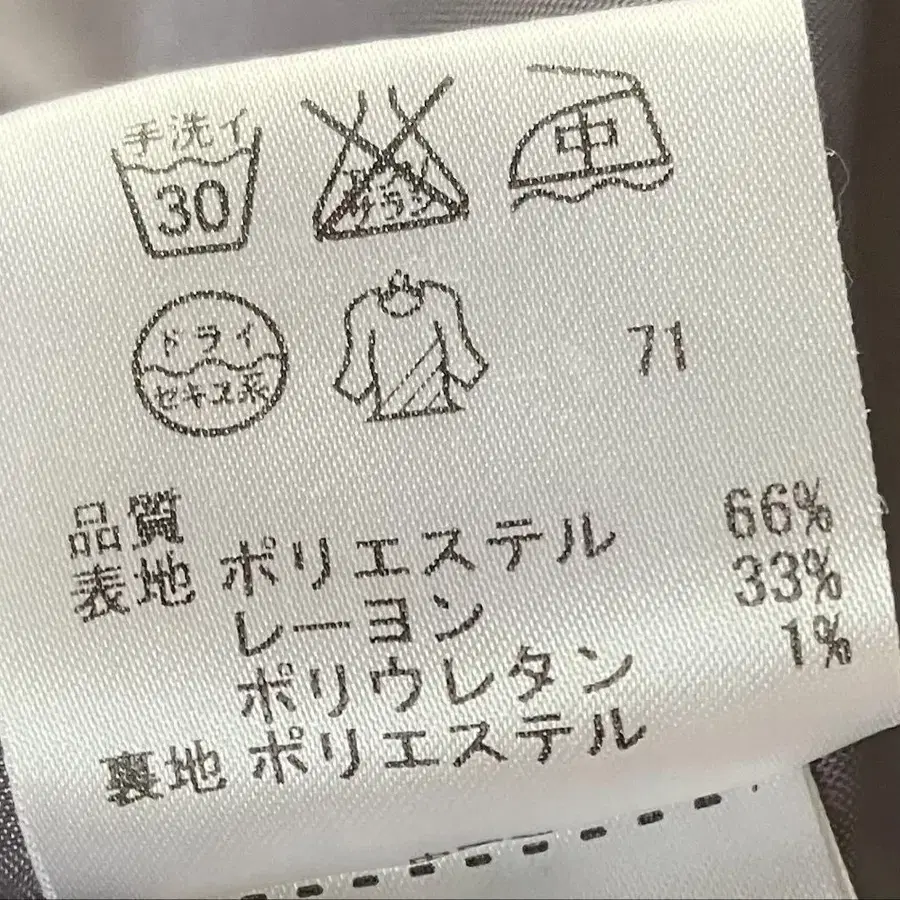 手洗イ
30
中
ドライ
セキユ系
71
品質
表地 ポリエステル 66%
レーヨン 33%
ポリウレタン 1%
裏地 ポリエステル